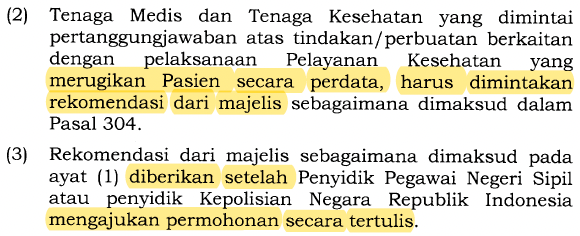 (2) Tenaga Medis dan Tenaga Kesehatan yang dimintai
pertanggungjawaban atas tindakan/perbuatan berkaitan
dengan pelaksanaan Pelayanan Kesehatan yang
merugikan Pasien secara perdata, harus dimintakan
rekomendasi dari majelis sebagaimana dimaksud dalam
Pasal 304.
(3) Rekomendasi dari majelis sebagaimana dimaksud pada
ayat (1) diberikan setelah Penyidik Pegawai Negeri Sipil
atau penyidik Kepolisian Negara Republik Indonesia
mengajukan permohonan secara tertulis.